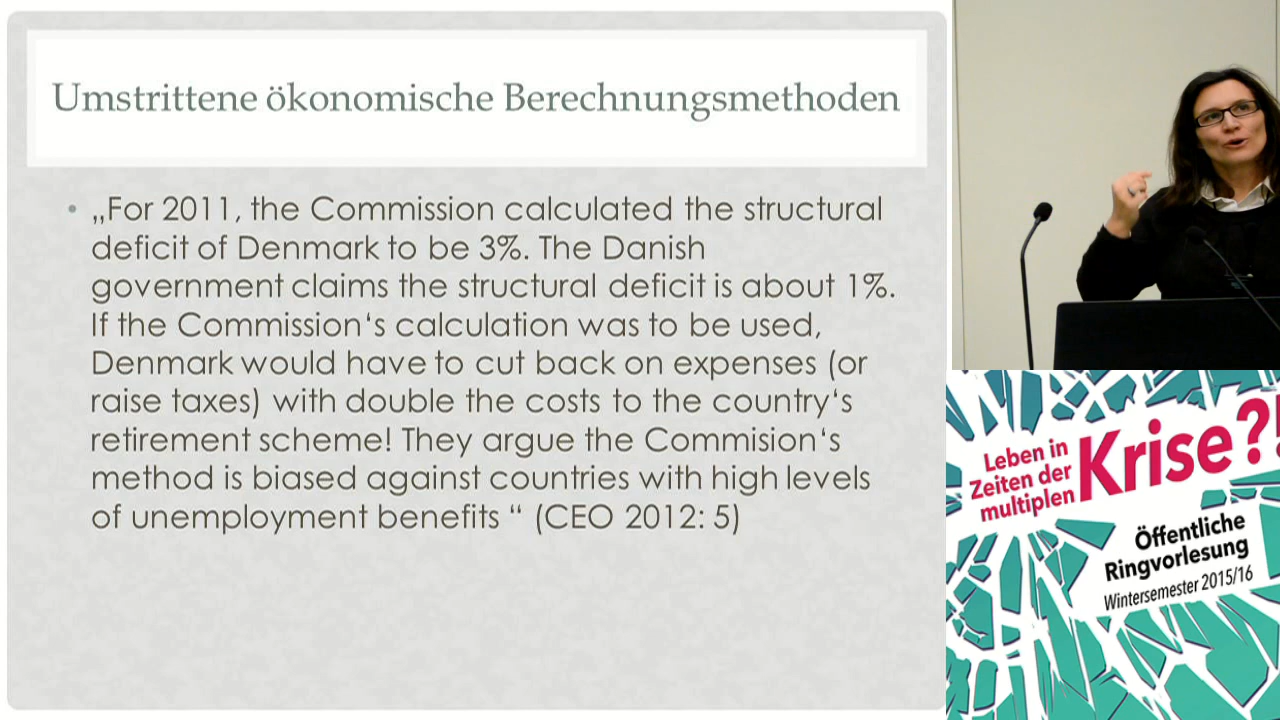 Umstrittene ökonomische Berechnungsmethoden
• „For 2011, the Commission calculated the structural
deficit of Denmark to be 3%. The Danish
government claims the structural deficit is about 1%.
If the Commission‘s calculation was to be used,
Denmark would have to cut back on expenses (or
raise taxes) with double the costs to the country‘s
retirement scheme! They argue the Commision‘s
method is biased against countries with high levels
of unemployment benefits “ (CEO 2012: 5)
Leben in
Zeiten der
multiplen
Krise?!
Öffentliche
Ringvorlesung
Wintersemester 2015/16